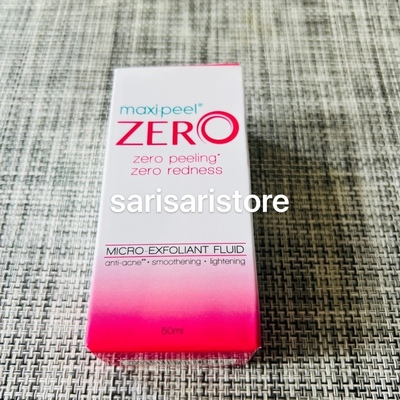 maxi·peel®
ZERO
zero peeling*
zero redness
sarisaristore
MICRO-EXFOLIANT FLUID
anti-acne** • smoothening • lightening
50ml